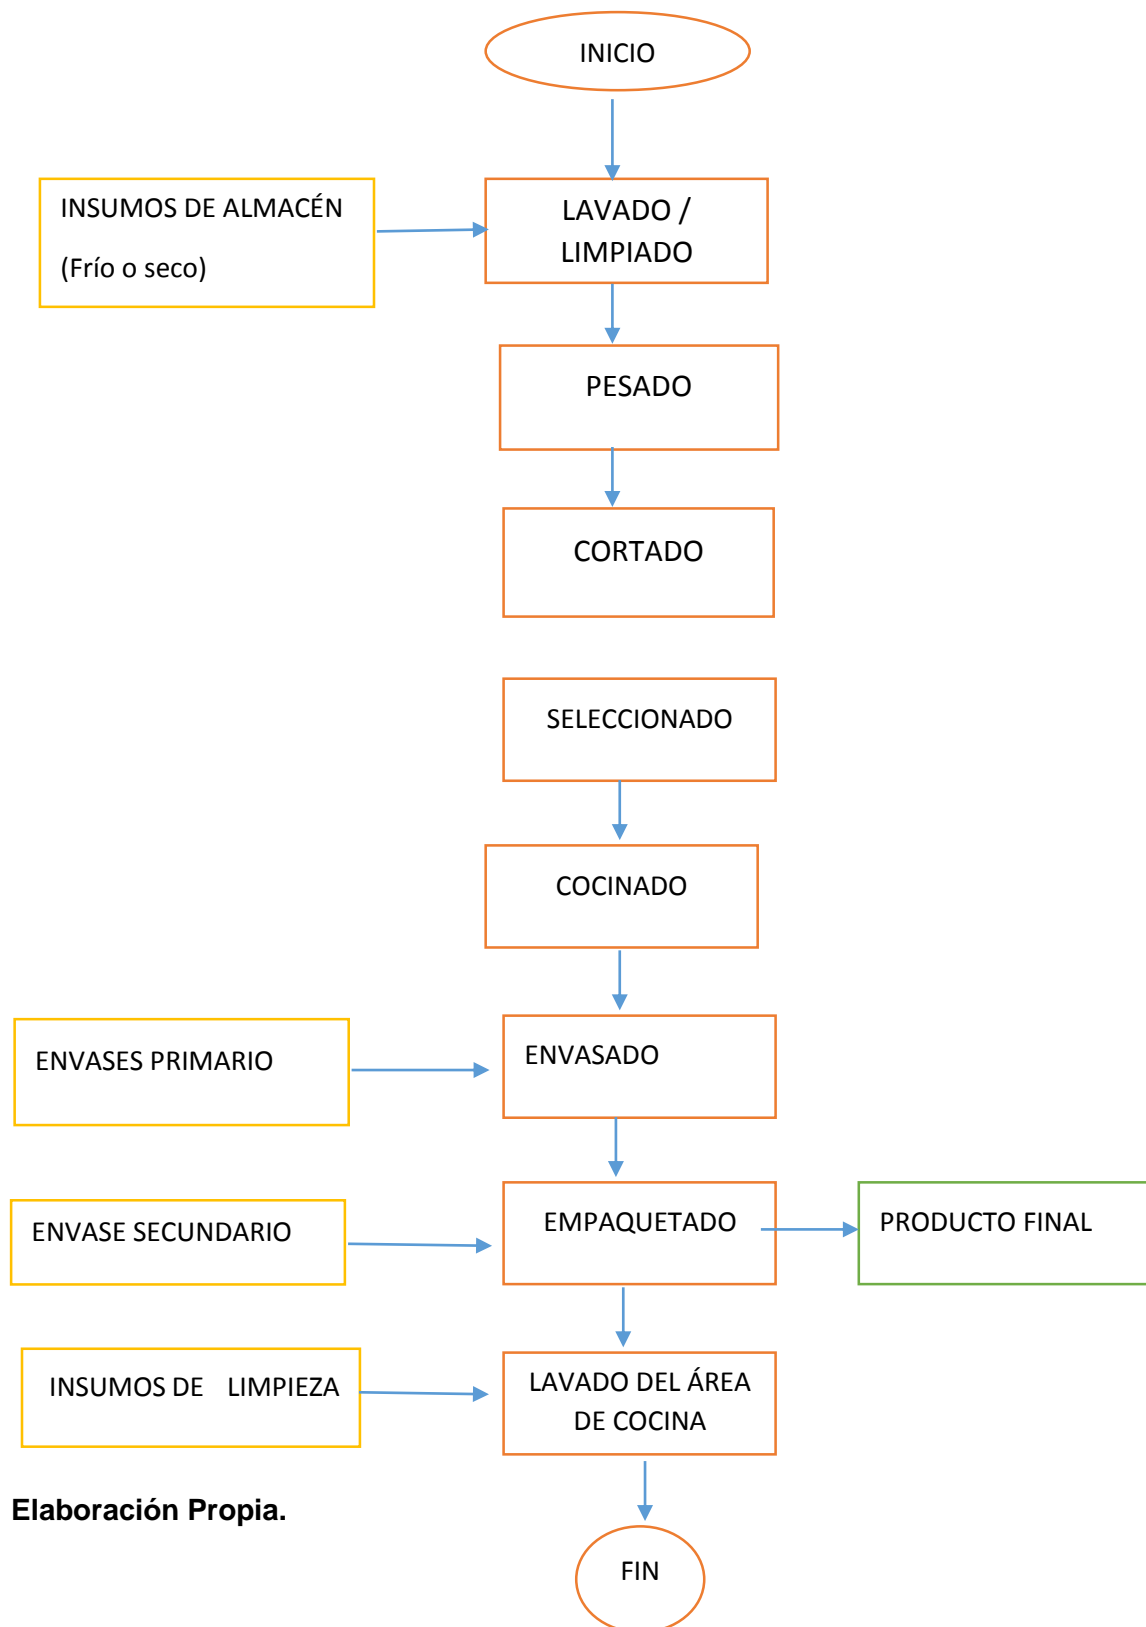 INICIO
INSUMOS DE ALMACÉN
(Frío o seco)
LAVADO /
LIMPIADO
PESADO
CORTADO
SELECCIONADO
COCINADO
ENVASES PRIMARIO
ENVASADO
ENVASE SECUNDARIO
EMPAQUETADO
PRODUCTO FINAL
INSUMOS DE LIMPIEZA
LAVADO DEL ÁREA
DE COCINA
Elaboración Propia.
FIN